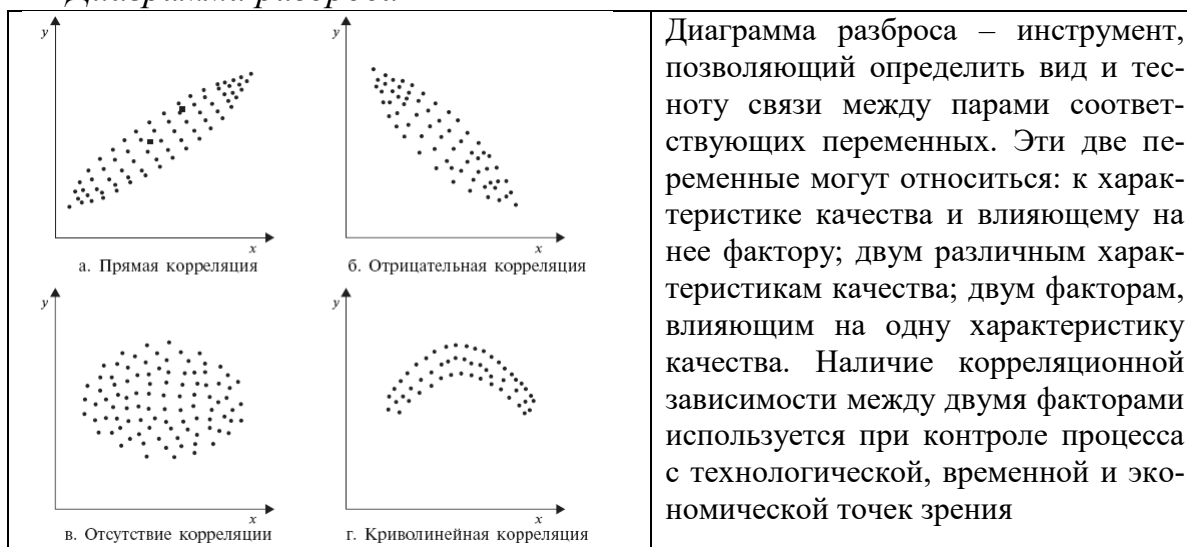 Диаграмма разброса
y
y
x
x
а. Прямая корреляция
б. Отрицательная корреляция
y
y
x
x
в. Отсутствие корреляции
г. Криволинейная корреляция
Диаграмма разброса – инструмент,
позволяющий определить вид и тес-
ноту связи между парами соответ-
ствующих переменных. Эти две пе-
ременные могут относиться: к харак-
теристике качества и влияющему на
нее фактору; двум различным харак-
теристикам качества; двум факторам,
влияющим на одну характеристику
качества. Наличие корреляционной
зависимости между двумя факторами
используется при контроле процесса
с технологической, временной и эко-
номической точек зрения